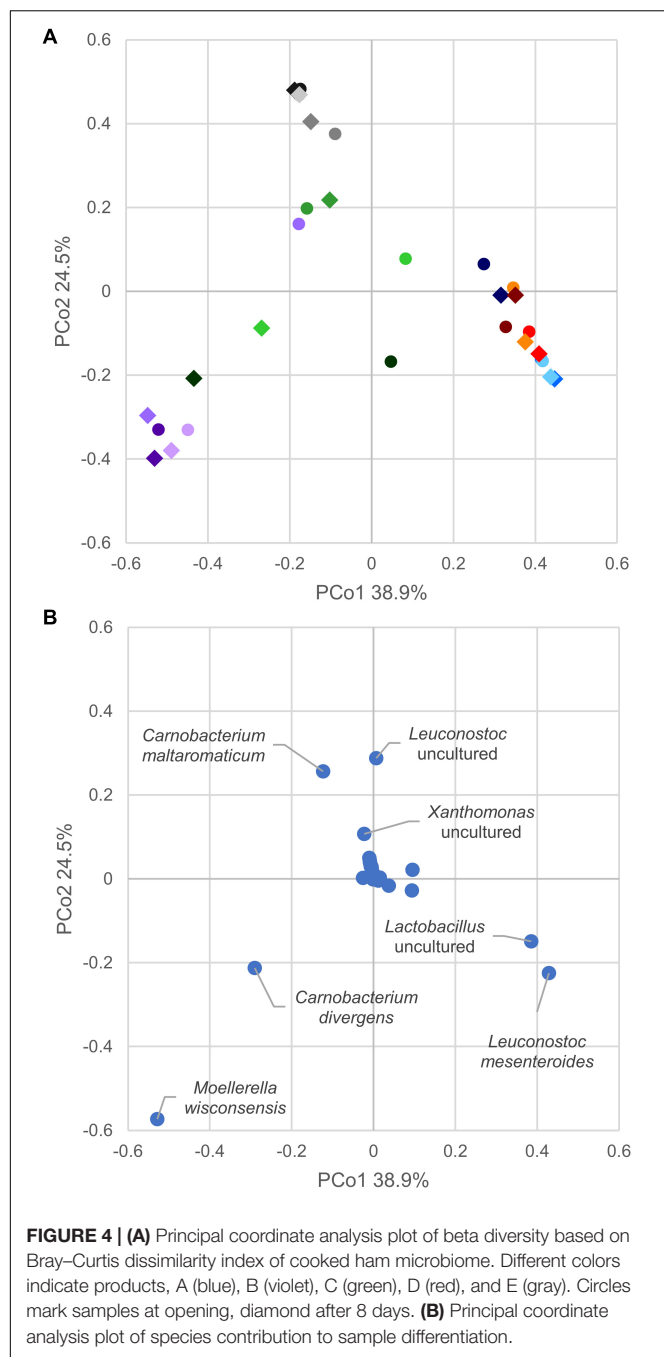 A
0.6
0.4
0.2
0
-0.2
-0.4
-0.6
PCo2 24.5%
-0.6
-0.4
-0.2
0
0.2
0.4
0.6
PCo1 38.9%
B
0.6
0.4
0.2
0
-0.2
-0.4
-0.6
PCo2 24.5%
Carnobacterium
maltaromaticum
Leuconostoc
uncultured
Xanthomonas
uncultured
Lactobacillus
uncultured
Carnobacterium
divergens
Leuconostoc
mesenteroides
Moellerella
wisconsensis
-0.6
-0.4
-0.2
0
0.2
0.4
0.6
PCo1 38.9%
FIGURE 4 | (A) Principal coordinate analysis plot of beta diversity based on
Bray–Curtis dissimilarity index of cooked ham microbiome. Different colors
indicate products, A (blue), B (violet), C (green), D (red), and E (gray). Circles
mark samples at opening, diamond after 8 days. (B) Principal coordinate
analysis plot of species contribution to sample differentiation.